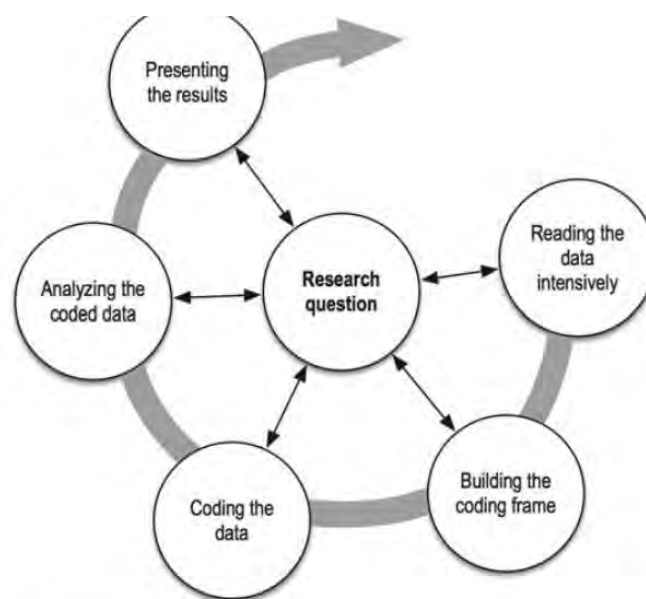 Presenting
the results
Reading the
data
intensively
Research
question
Analyzing the
coded data
Building the
coding frame
Coding the
data